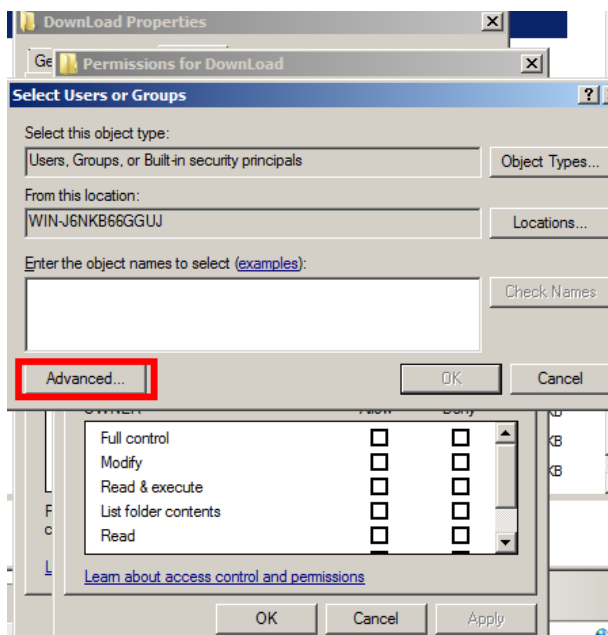 DownLoad Properties
Ge
Permissions for DownLoad
Select Users or Groups
Select this object type:
Users, Groups, or Built-in security principals
Object Types...
From this location:
WIN-J6NKB66GGUJ
Locations...
Enter the object names to select (examples):
Check Names
Advanced...
OK
Cancel
Full control
KB
Modify
KB
Read & execute
List folder contents
F
Read
c
L
Learn about access control and permissions
OK
Cancel
Apply